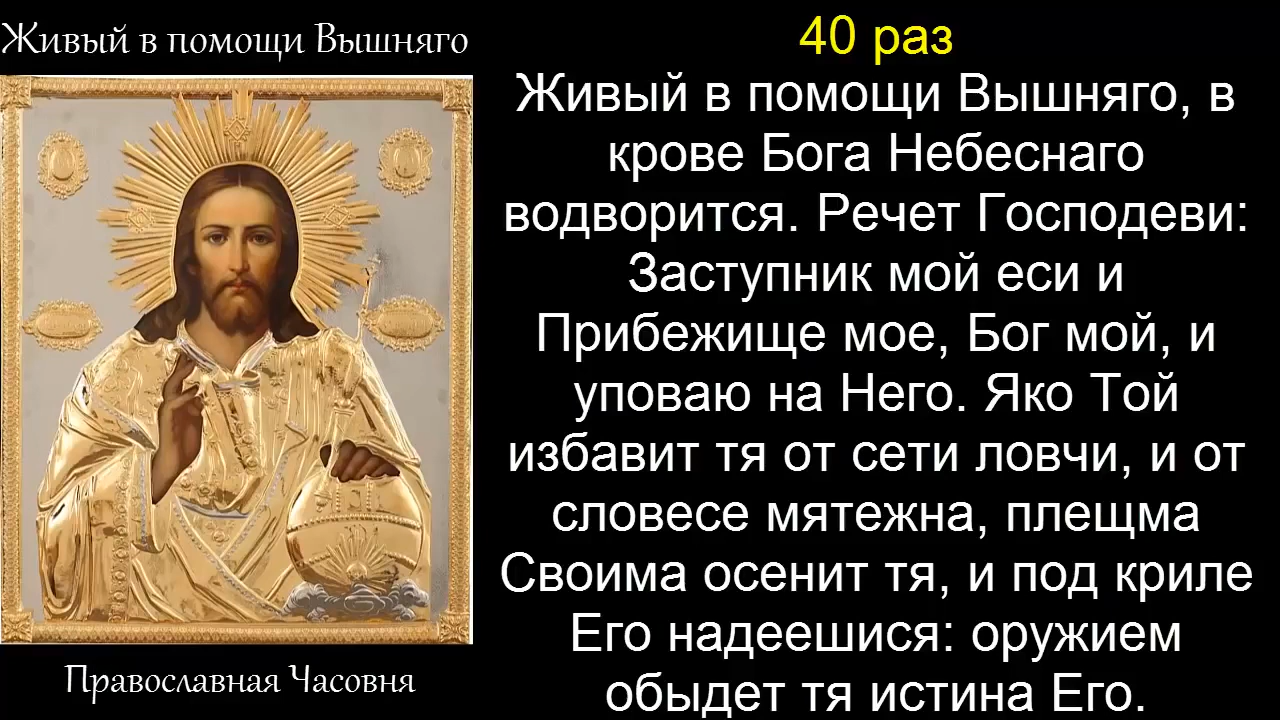 Живый в помощи Вышняго
40 раз
Живый в помощи Вышняго, в
крове Бога Небеснаго
водворится. Речет Господеви:
Заступник мой еси и
Прибежище мое, Бог мой, и
уповаю на Него. Яко Той
избавит тя от сети ловчи, и от
словесе мятежна, плещма
Своима осенит тя, и под криле
Его надеешися: оружием
обыдет тя истина Его.
Православная Часовня